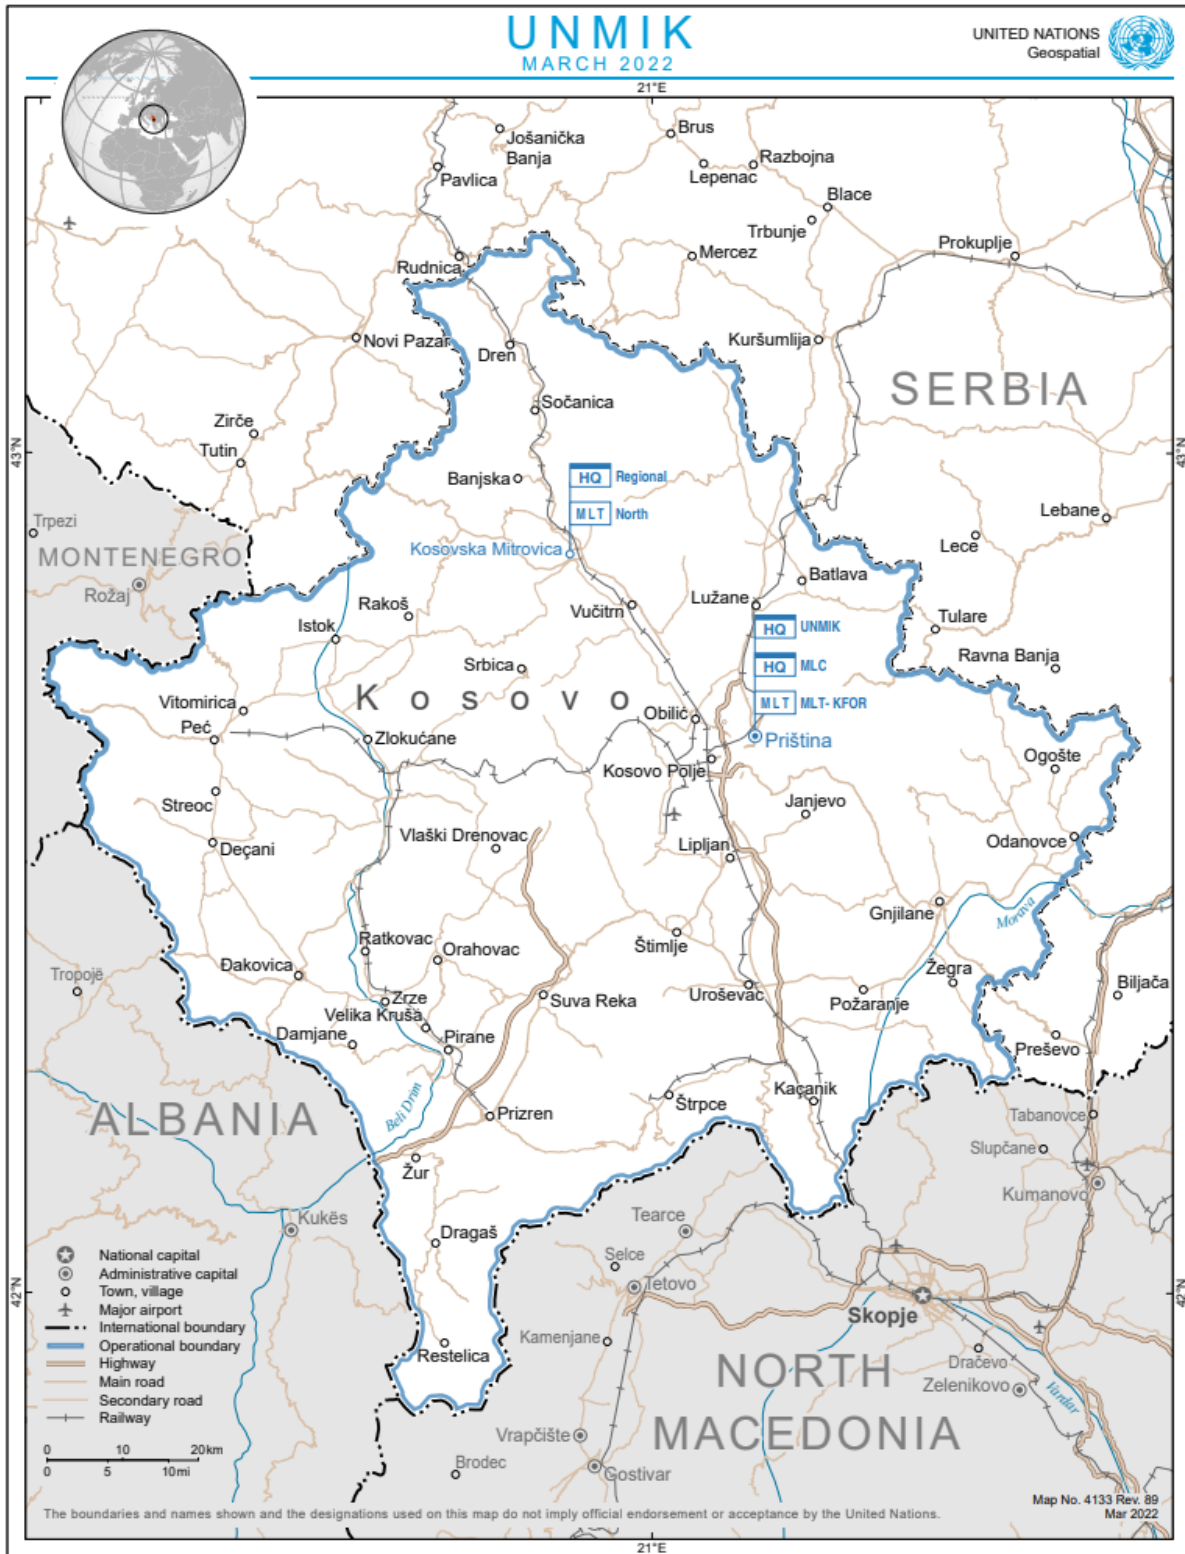 UNMIK
MARCH 2022
UNITED NATIONS
Geospatial
21°E
Jošanička
Banja
Brus
Pavlica
Lepenac
Razbojna
Blace
Trbunje
Rudnica
Mercez
Prokuplje
Novi Pazar
Dren
Kuršumlija
SERBIA
Sočanica
Zirče
Tutin
43°N
43°N
Banjska
HQ Regional
MLT North
Trpezi
Lebane
Lece
MONTENEGRO
Kosovska Mitrovica
Rožaj
Batlava
Rakoš
Vučitrn
Lužane
Istok
HQ UNMIK
Tulare
Srbica
HQ MLC
Ravna Banja
Kosovo
Vitomirica
MLT MLT-KFOR
Obilić
Peć
Zlokućane
Priština
Kosovo Polje
Ogošte
Streoc
Janjevo
Vlaški Drenovac
Deçani
Lipljan
Odanovce
Gnjilane
Morava
Ratkovac
Orahovac
Štimlje
Tropojë
Đakovica
Žegra
Biljača
Zrze
Suva Reka
Uroševac
Požaranje
Velika Kruša
Damjane
Pirane
Preševo
Kaçanik
Štrpce
ALBANIA
Beli Drim
Prizren
Tabanovce
Slupčane
Žur
Kumanovo
Kukës
Tearce
Dragaš
Selce
Tetovo
42°N
42°N
Skopje
Kamenjane
Restelica
Dračevo
NORTH
MACEDONIA
Zelenikovo
Vardar
Vrapčište
Brodec
Gostivar
National capital
Administrative capital
Town, village
Major airport
International boundary
Operational boundary
Highway
Main road
Secondary road
Railway
0 10 20km
0 5 10mi
Map No. 4133 Rev. 89
Mar 2022
The boundaries and names shown and the designations used on this map do not imply official endorsement or acceptance by the United Nations.
21°E